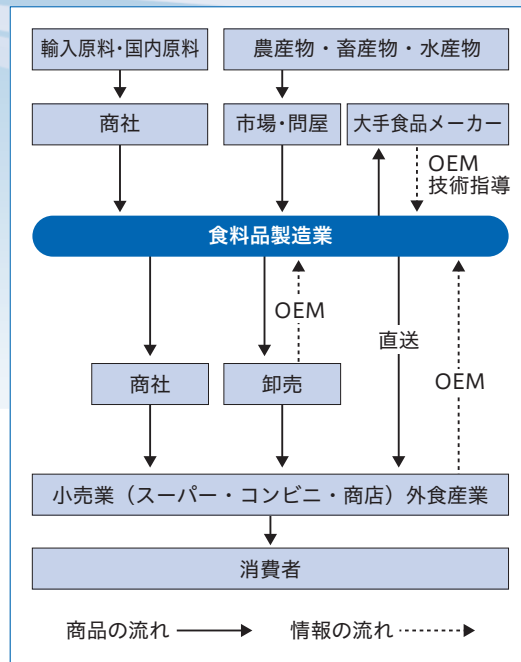 輸入原料・国内原料
農産物・畜産物・水産物
商社
市場・問屋
大手食品メーカー
OEM
技術指導
食料品製造業
OEM
直送
OEM
商社
卸売
小売業（スーパー・コンビニ・商店）外食産業
消費者
商品の流れ
情報の流れ